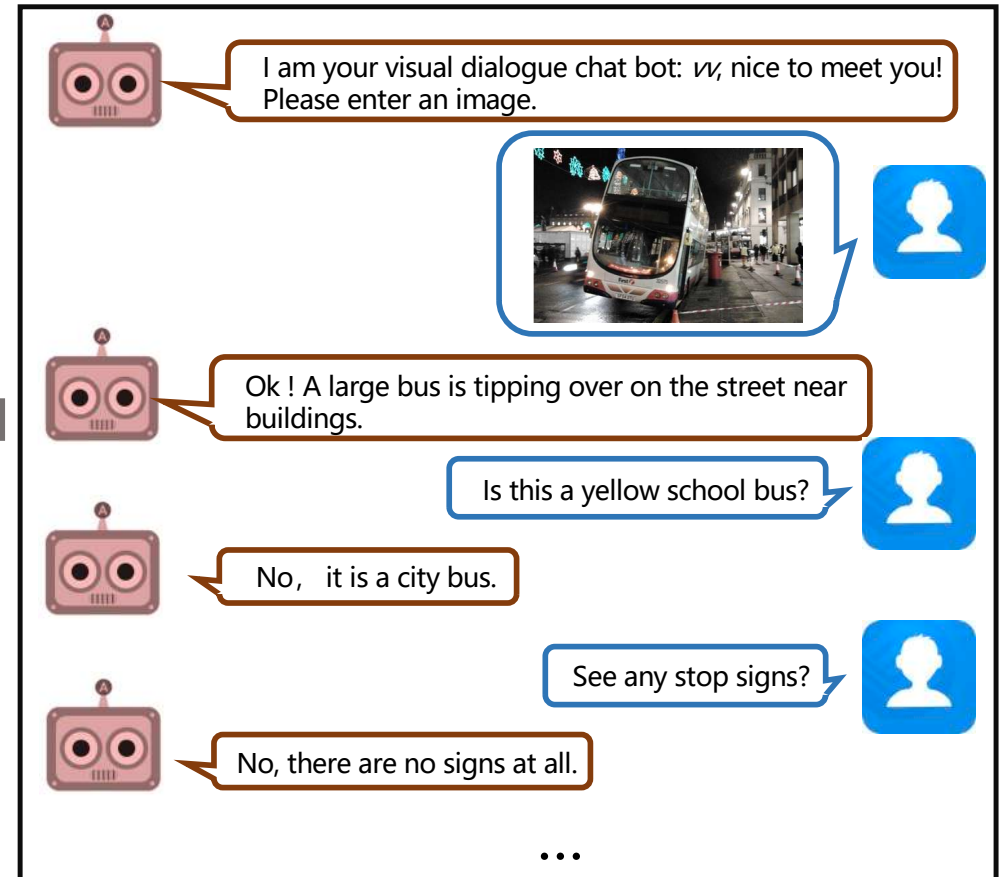 A
I am your visual dialogue chat bot: vv, nice to meet you!
Please enter an image.
First
A
Ok ! A large bus is tipping over on the street near
buildings.
Is this a yellow school bus?
A
No， it is a city bus.
See any stop signs?
A
No, there are no signs at all.
...